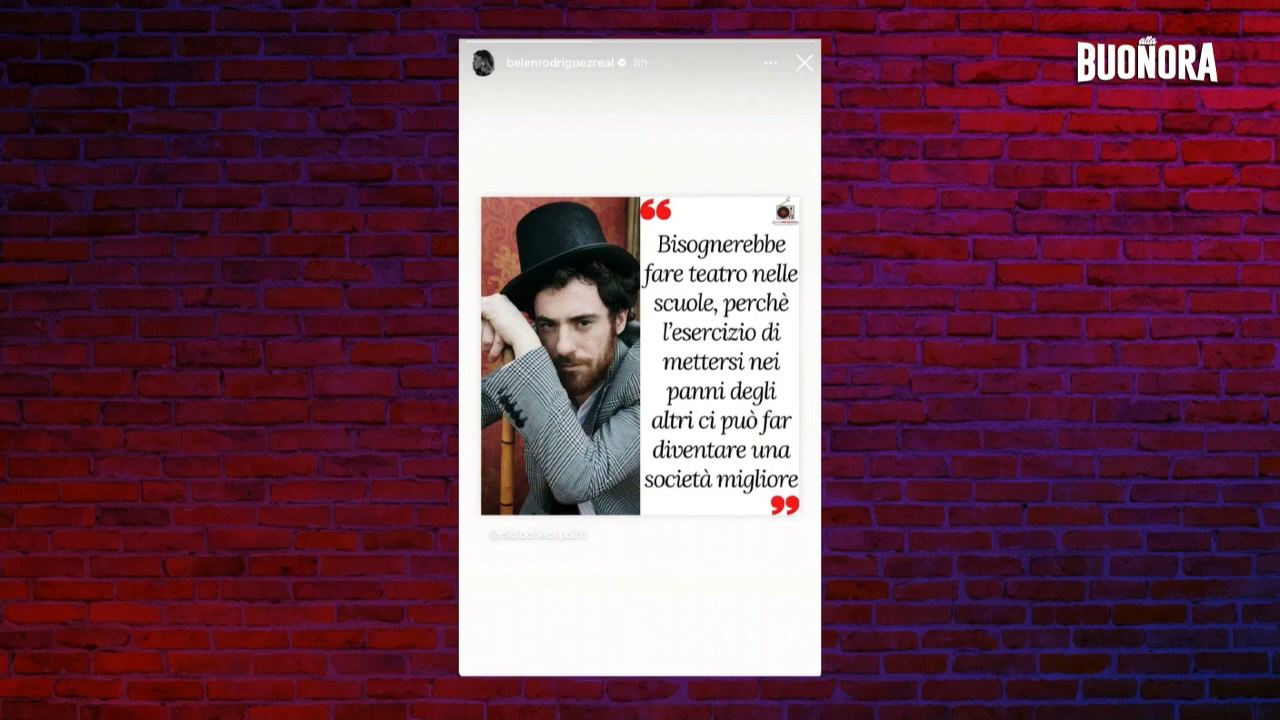 alla
BUONORA
belenrodriguezreal 8h
Bisognerebbe
fare teatro nelle
scuole, perchè
l'esercizio di
mettersi nei
panni degli
altri ci può far
diventare una
società migliore
@radiocheckpoint